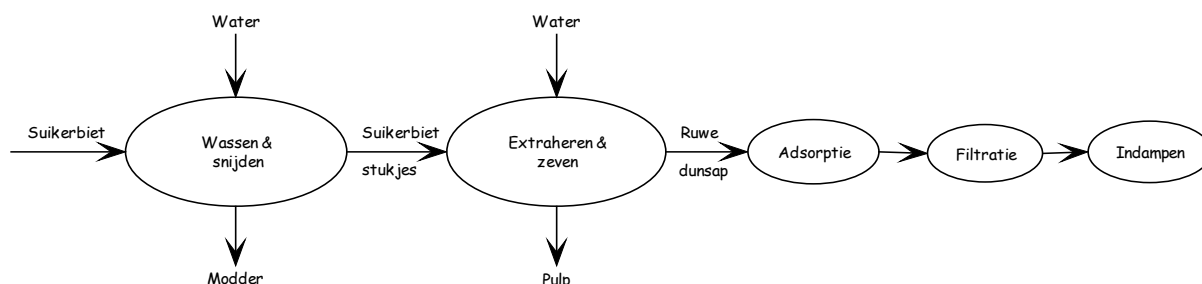 Water
Water
Suikerbiet
Wassen &
snijden
Suikerbiet
stukjes
Extraheren &
zeven
Ruwe
dunsap
Adsorptie
Filtratie
Indampen
Modder
Pulp